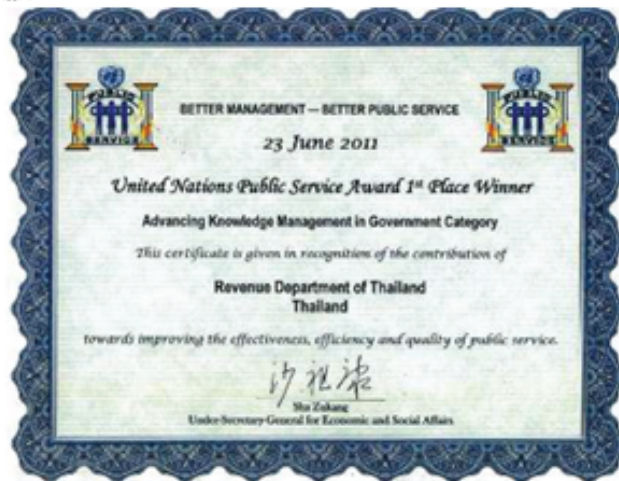 BETTER MANAGEMENT — BETTER PUBLIC SERVICE
23 June 2011
United Nations Public Service Award 1st Place Winner
Advancing Knowledge Management in Government Category
This certificate is given in recognition of the contribution of
Revenue Department of Thailand
Thailand
towards improving the effectiveness, efficiency and quality of public service.
沙祖康
Sha Zukang
Under-Secretary-General for Economic and Social Affairs